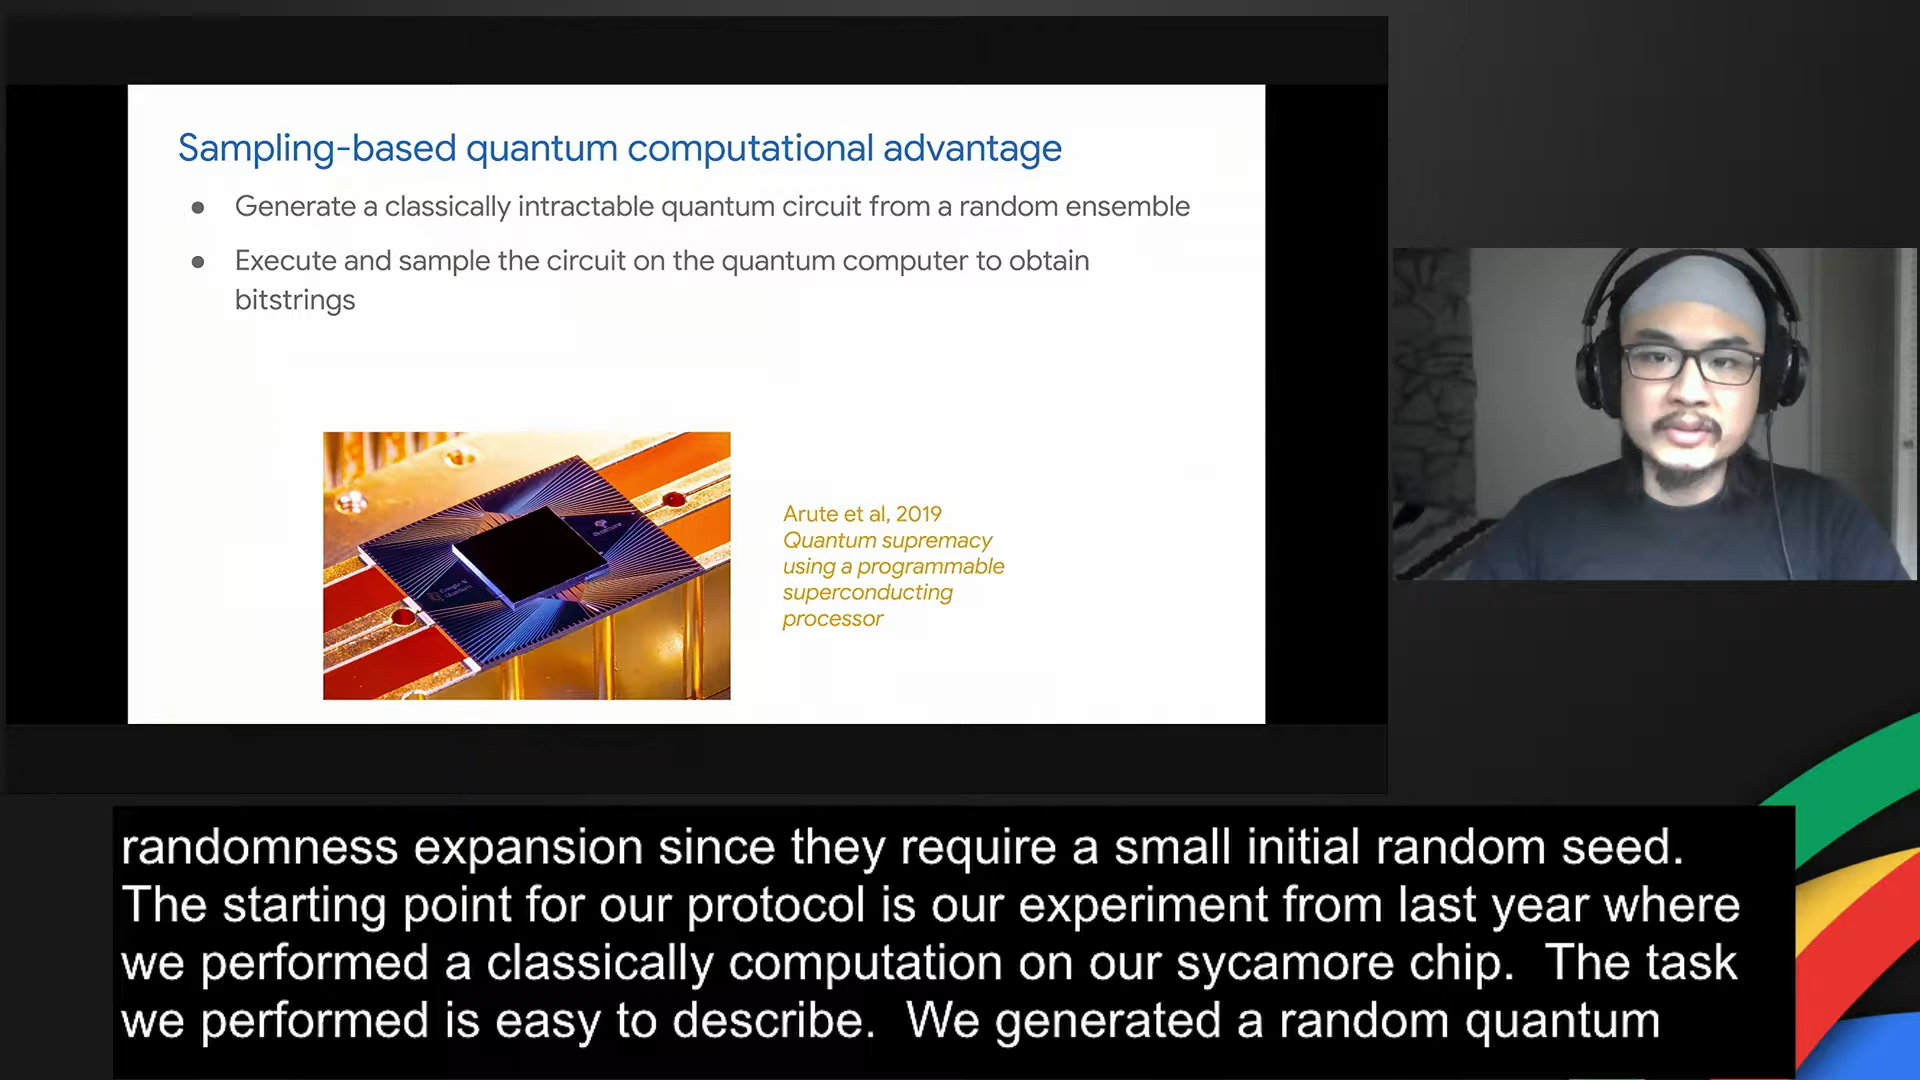 Sampling-based quantum computational advantage
● Generate a classically intractable quantum circuit from a random ensemble
● Execute and sample the circuit on the quantum computer to obtain
bitstrings
Arute et al, 2019
Quantum supremacy
using a programmable
superconducting
processor
randomness expansion since they require a small initial random seed.
The starting point for our protocol is our experiment from last year where
we performed a classically computation on our sycamore chip.  The task
we performed is easy to describe.  We generated a random quantum